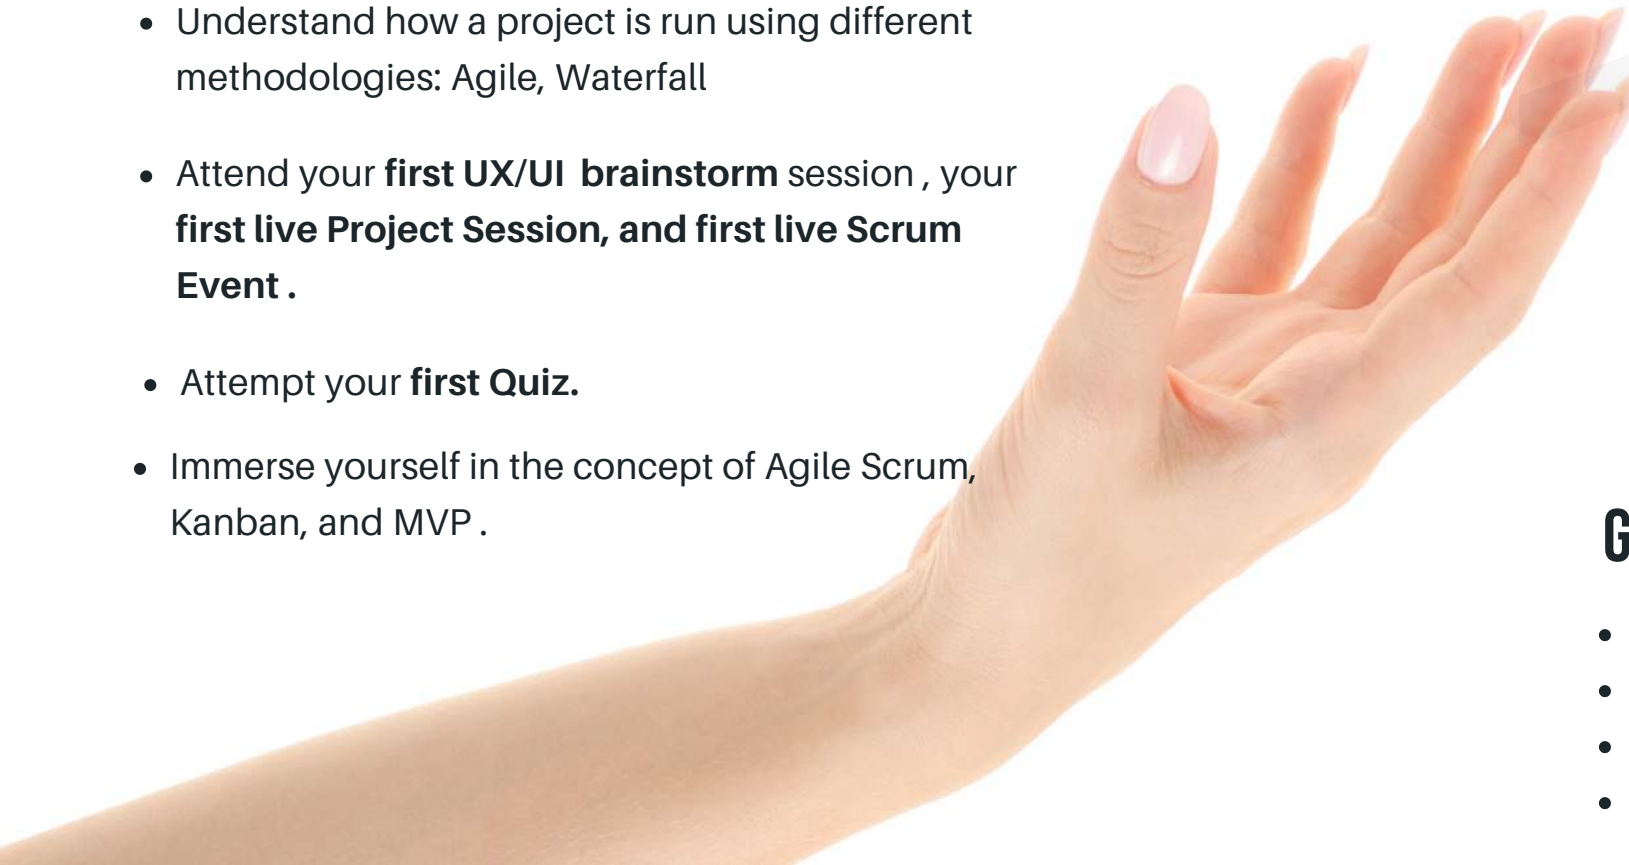 • Understand how a project is run using different
methodologies: Agile, Waterfall
• Attend your first UX/UI  brainstorm session , your
first live Project Session, and first live Scrum
Event .
• Attempt your first Quiz.
• Immerse yourself in the concept of Agile Scrum,
Kanban, and MVP .
G
•
•
•
•